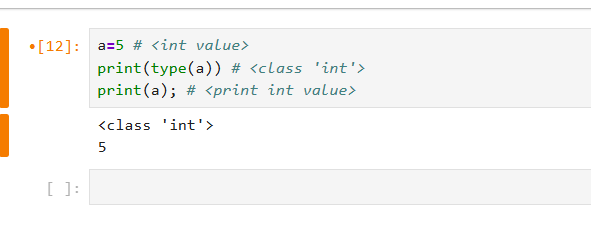 •[12]: a=5 # <int value>
print(type(a)) # <class 'int'>
print(a); # <print int value>
<class 'int'>
5
[ ]: